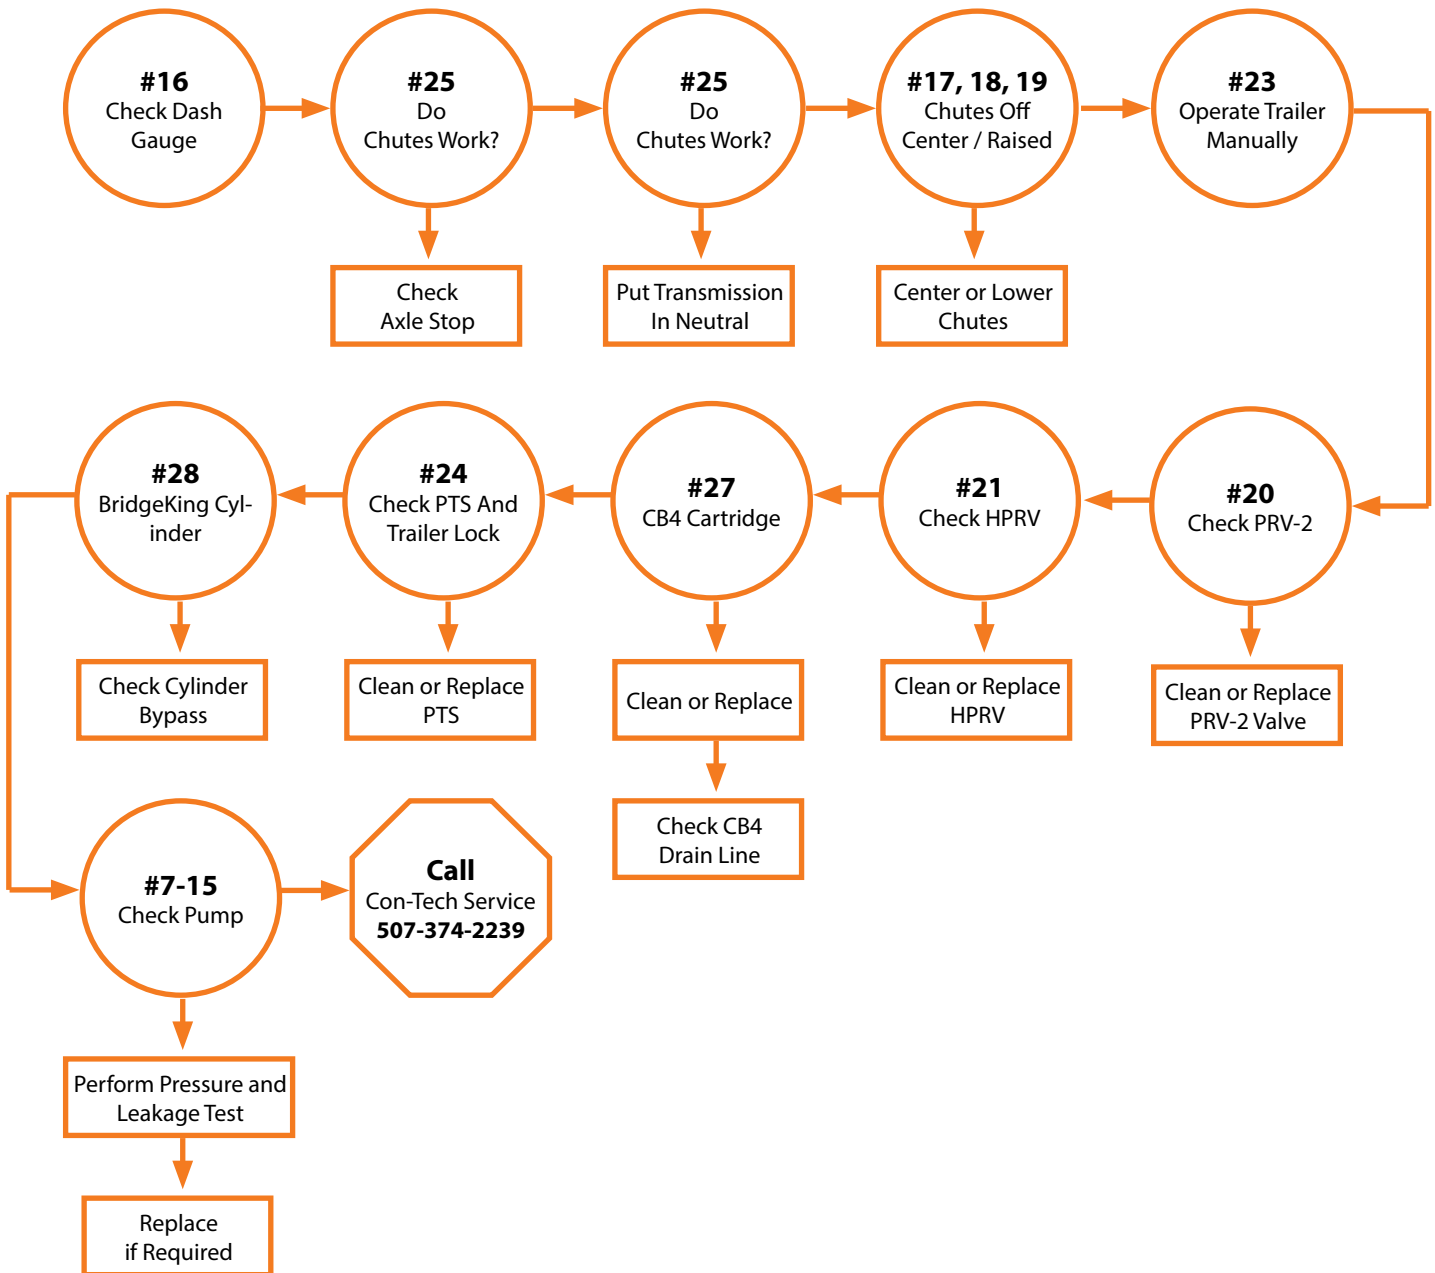 #16
Check Dash
Gauge
#25
Do
Chutes Work?
#25
Do
Chutes Work?
#17, 18, 19
Chutes Off
Center / Raised
#23
Operate Trailer
Manually
Check
Axle Stop
Put Transmission
In Neutral
Center or Lower
Chutes
#28
BridgeKing Cyl-
inder
#24
Check PTS And
Trailer Lock
#27
CB4 Cartridge
#21
Check HPRV
#20
Check PRV-2
Check Cylinder
Bypass
Clean or Replace
PTS
Clean or Replace
Clean or Replace
HPRV
Clean or Replace
PRV-2 Valve
Check CB4
Drain Line
#7-15
Check Pump
Call
Con-Tech Service
507-374-2239
Perform Pressure and
Leakage Test
Replace
if Required